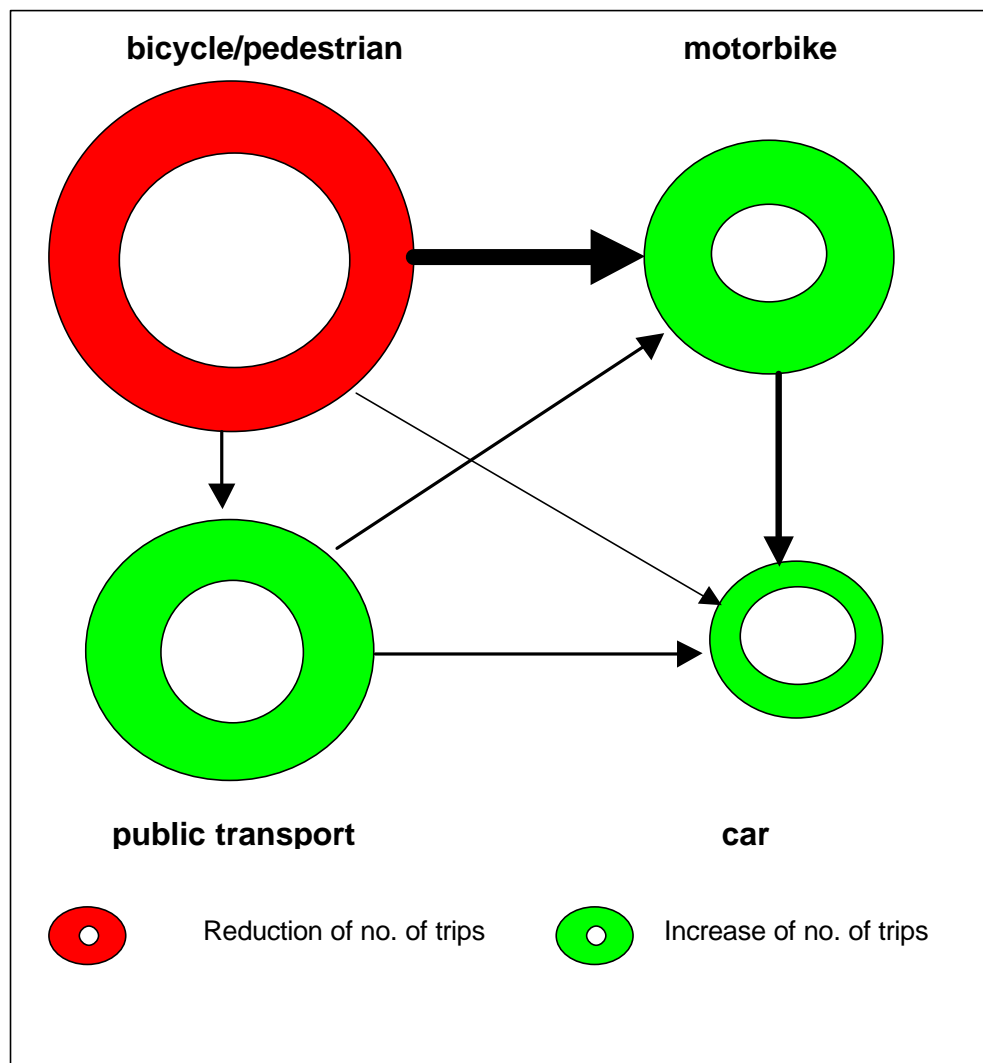 bicycle/pedestrian
motorbike
public transport
car
Reduction of no. of trips
Increase of no. of trips